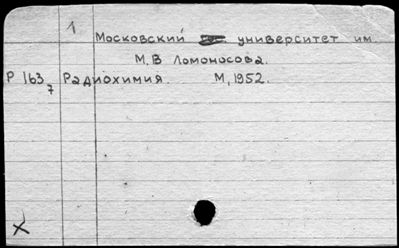 1
Московский университет им.
М.В Ломоносова.
Р 163 Радиохимия. М, 1952.
7
X